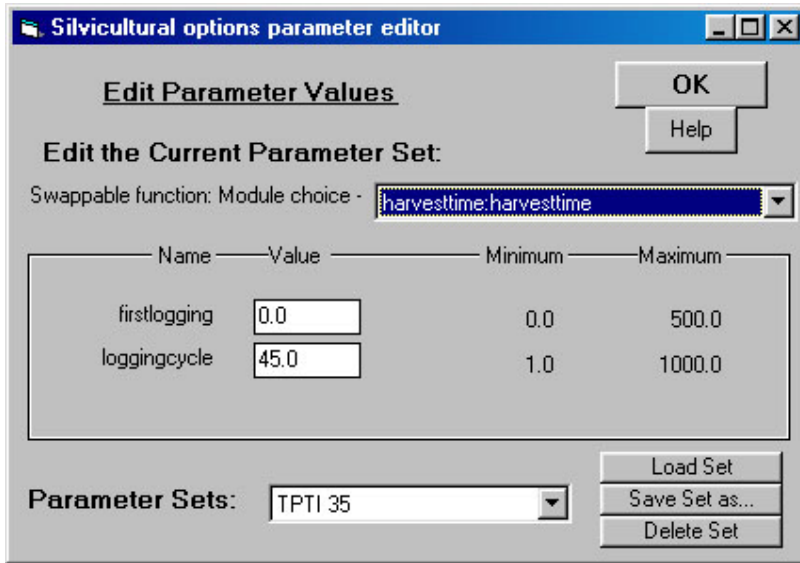 Silvicultural options parameter editor
Edit Parameter Values
OK
Help
Edit the Current Parameter Set:
Swappable function: Module choice - harvesttime:harvesttime
Name Value Minimum Maximum
firstlogging 0.0 0.0 500.0
loggingcycle 45.0 1.0 1000.0
Load Set
Parameter Sets: TPTI 35 Save Set as...
Delete Set